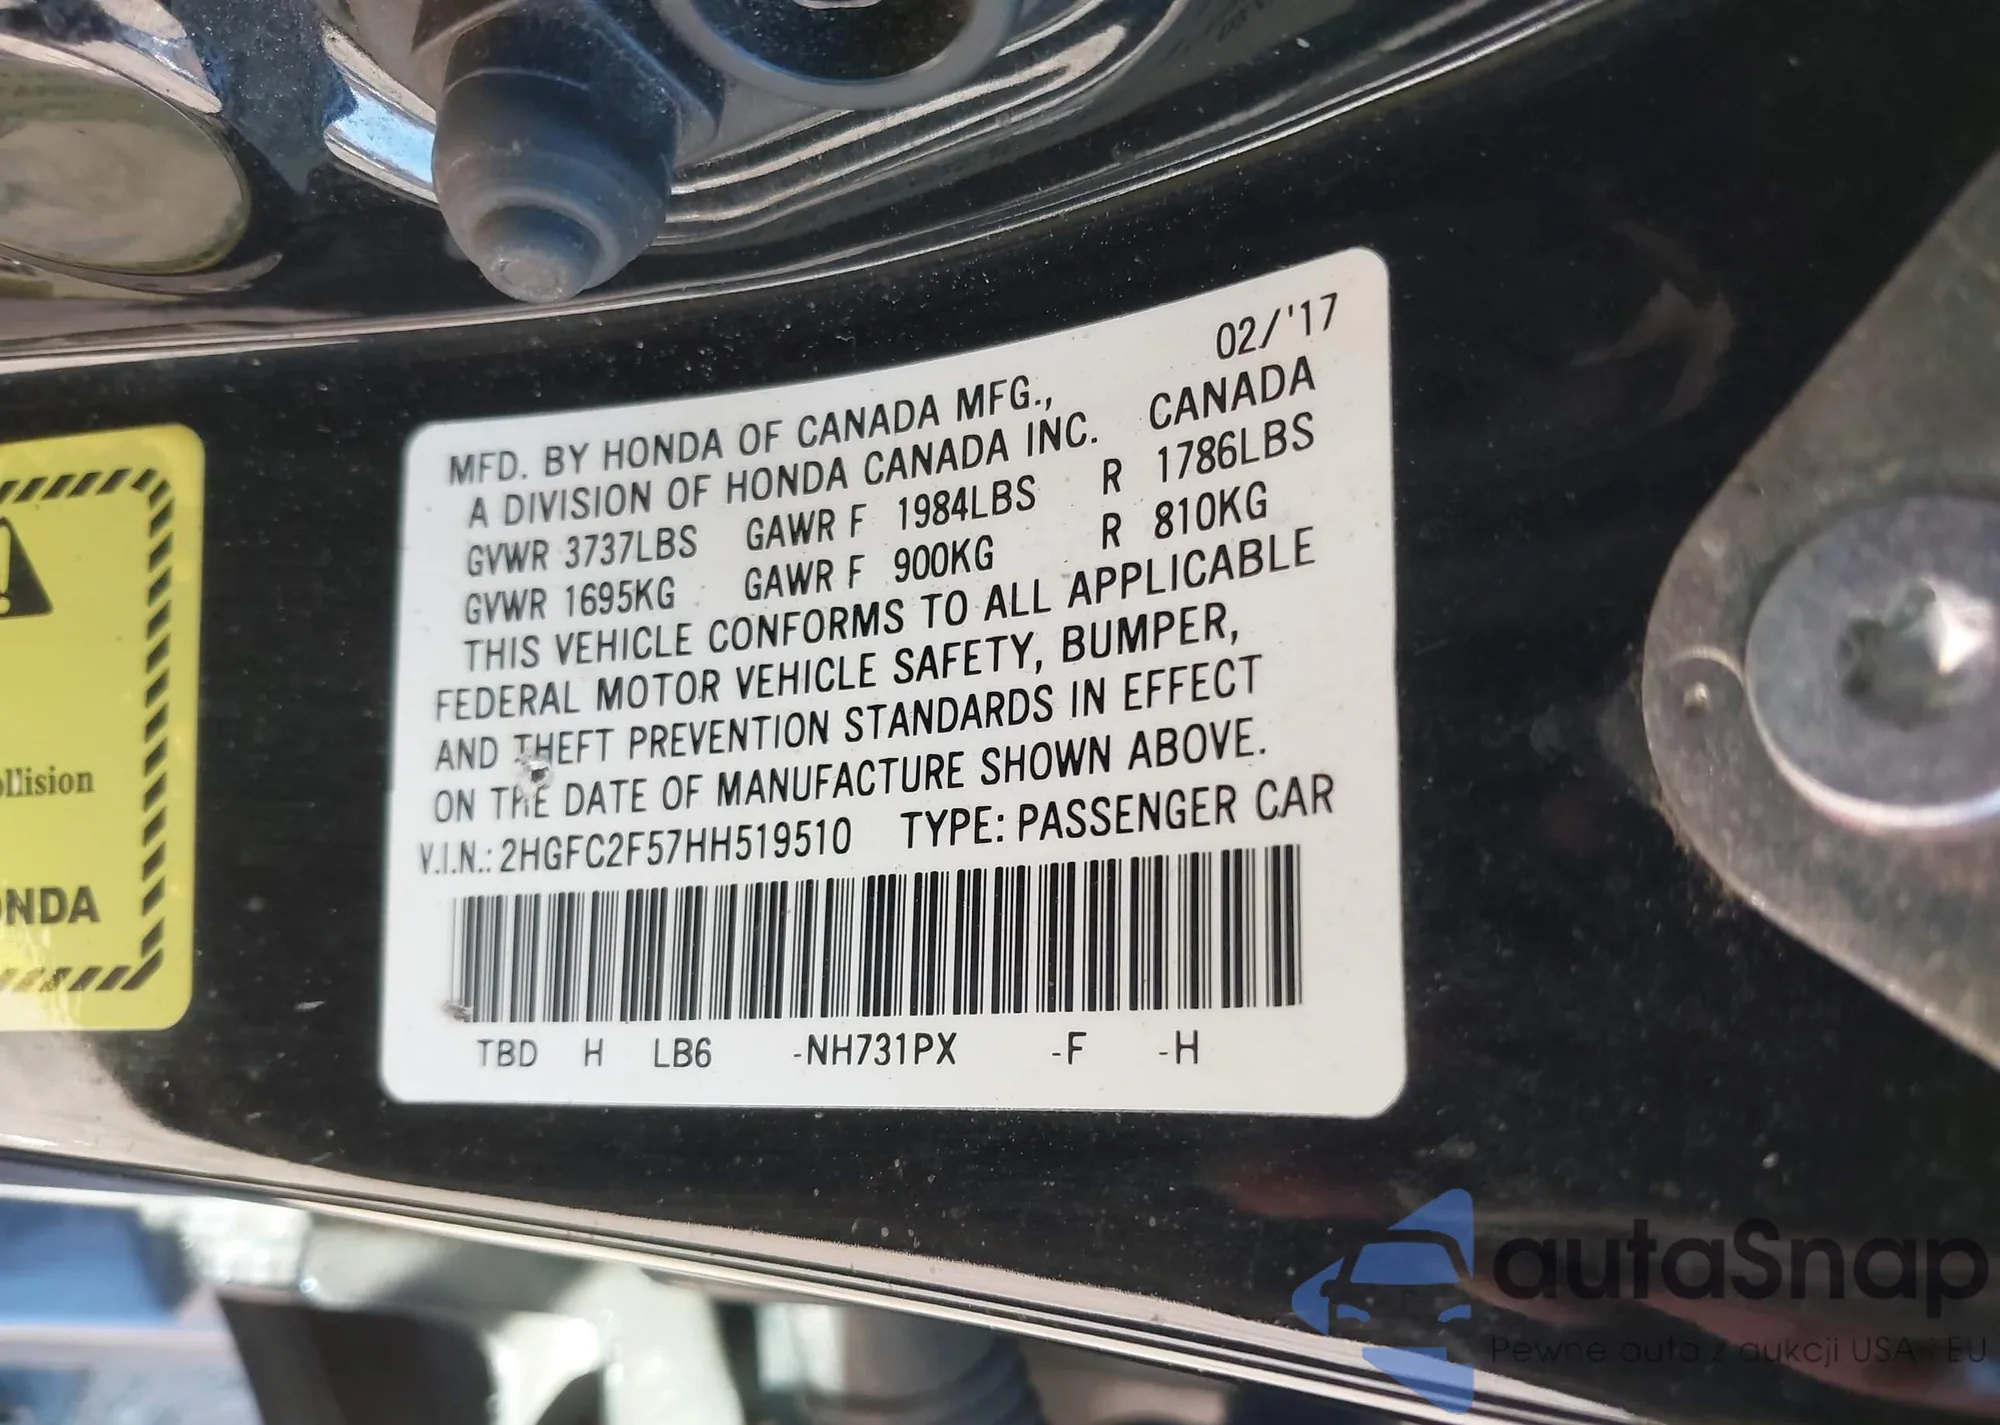 02/'17
MFD. BY HONDA OF CANADA MFG.,
A DIVISION OF HONDA CANADA INC. CANADA
GVWR 3737LBS GAWR F 1984LBS R 1786LBS
GVWR 1695KG GAWR F 900KG R 810KG
THIS VEHICLE CONFORMS TO ALL APPLICABLE
FEDERAL MOTOR VEHICLE SAFETY, BUMPER,
AND THEFT PREVENTION STANDARDS IN EFFECT
ON THE DATE OF MANUFACTURE SHOWN ABOVE.
V.I.N.: 2HGFC2F57HH519510 TYPE: PASSENGER CAR
TBD H LB6 -NH731PX -F -H
ollision
ONDA
autaSnap
Pewne auta z aukcji USA i EU